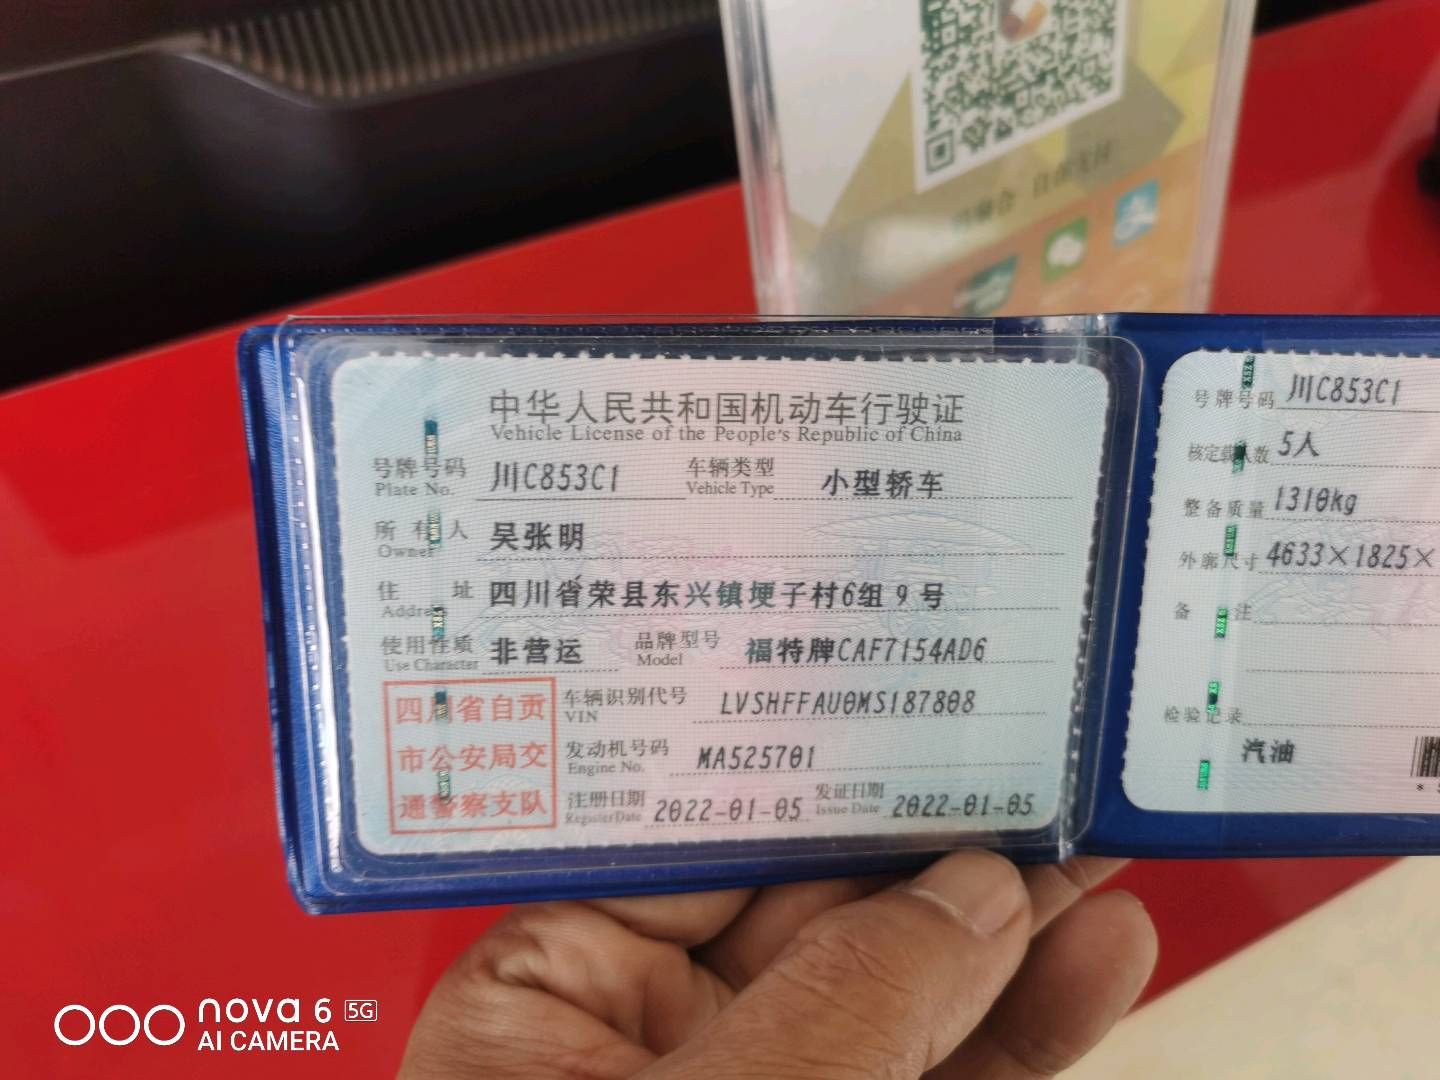 中华人民共和国机动车行驶证
Vehicle License of the People's Republic of China
号牌号码 川C853C1 车辆类型 小型轿车
Plate No. Vehicle Type
所有人 吴张明
Owner
住址 四川省荣县东兴镇埂子村6组9号
Address
使用性质 非营运 品牌型号 福特牌CAF7154AD6
Use Character Model
车辆识别代号 LVSHFFAU0MS187808
VIN
发动机号码 MA525701
Engine No.
注册日期 2022-01-05 发证日期 2022-01-05
Register Date Issue Date
四川省自贡
市公安局交
通警察支队
号牌号码 川C853C1
核定载人数 5人
整备质量 1310kg
外廓尺寸 4633×1825×
备注
检验记录
汽油
nova 6 5G
AI CAMERA